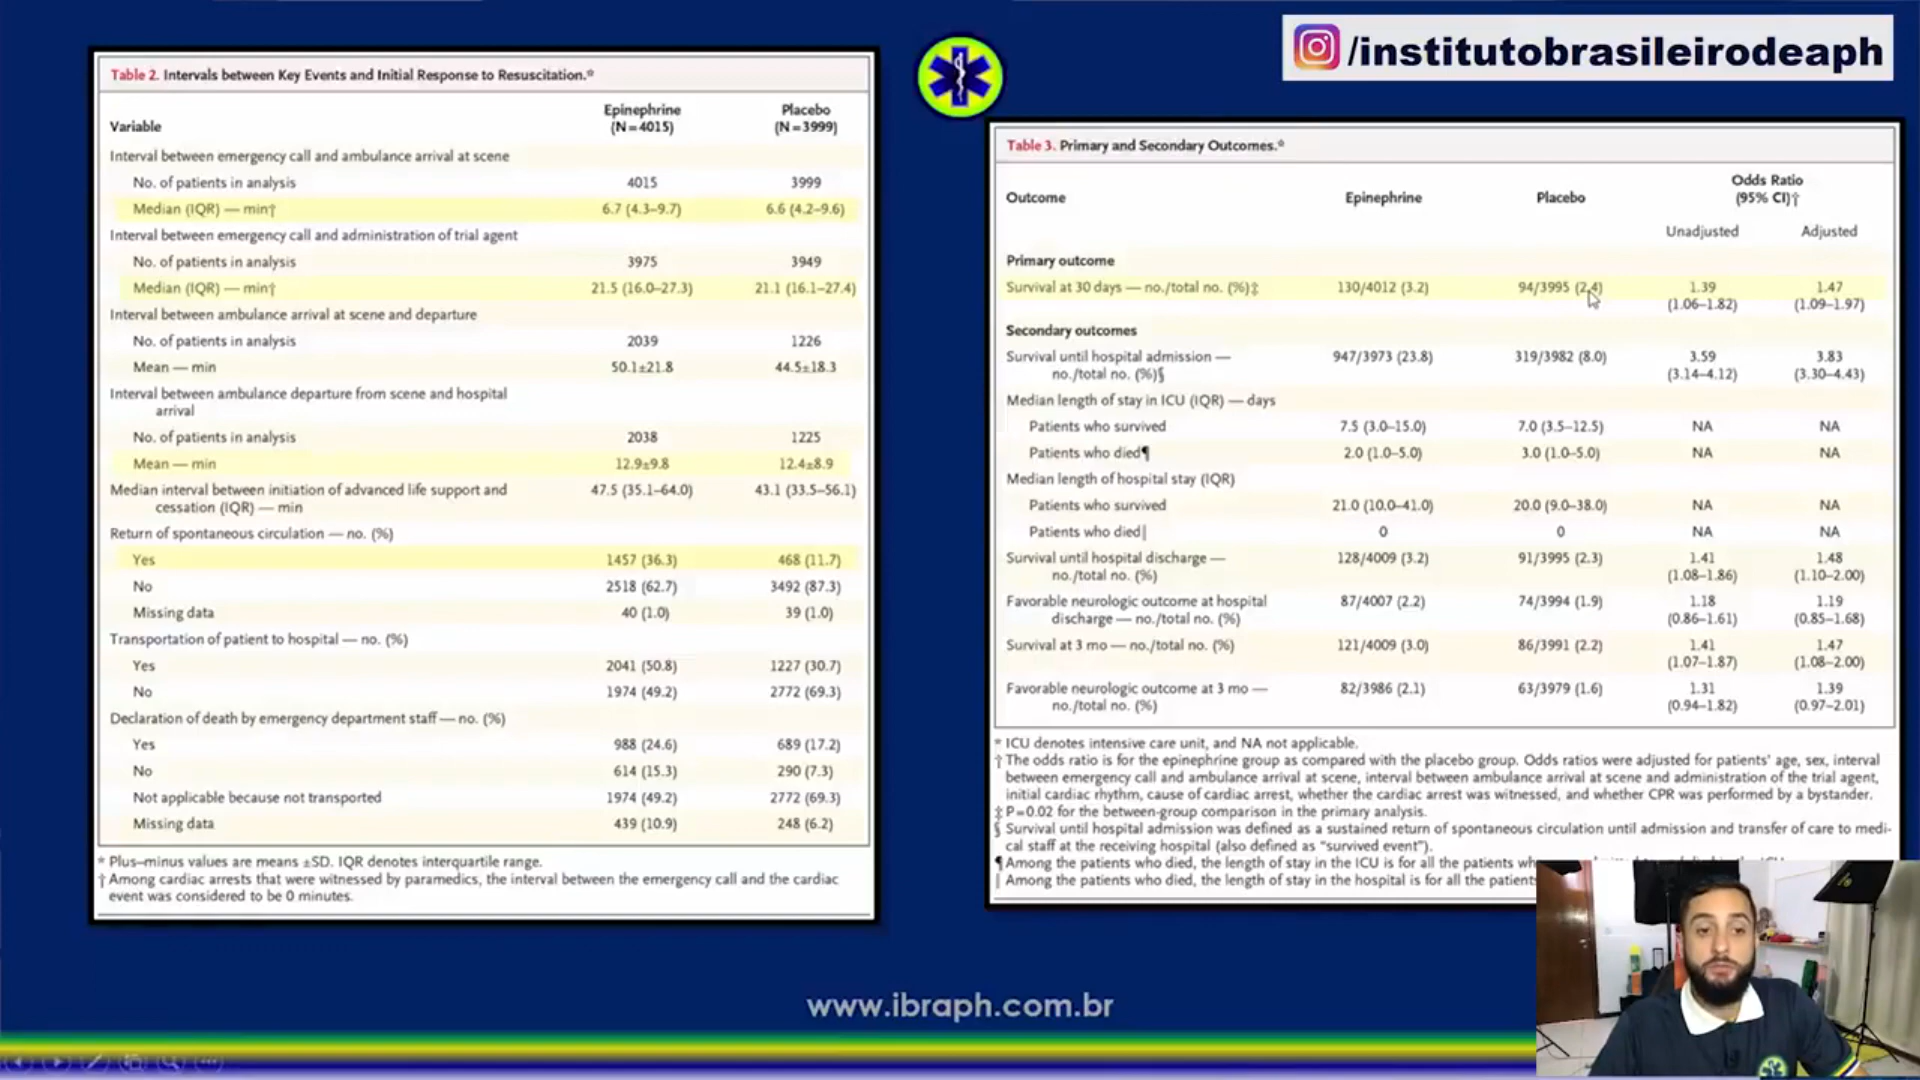 /institutobrasileirodeaph
Table 2. Intervals between Key Events and Initial Response to Resuscitation.*
Variable Epinephrine (N=4015) Placebo (N=3999)
Interval between emergency call and ambulance arrival at scene
No. of patients in analysis 4015 3999
Median (IQR) — min† 6.7 (4.3–9.7) 6.6 (4.2–9.6)
Interval between emergency call and administration of trial agent
No. of patients in analysis 3975 3949
Median (IQR) — min† 21.5 (16.0–27.3) 21.1 (16.1–27.4)
Interval between ambulance arrival at scene and departure
No. of patients in analysis 2039 1226
Mean — min 50.1±21.8 44.5±18.3
Interval between ambulance departure from scene and hospital
arrival
No. of patients in analysis 2038 1225
Mean — min 12.9±9.8 12.4±8.9
Median interval between initiation of advanced life support and 47.5 (35.1–64.0) 43.1 (33.5–56.1)
cessation (IQR) — min
Return of spontaneous circulation — no. (%)
Yes 1457 (36.3) 468 (11.7)
No 2518 (62.7) 3492 (87.3)
Missing data 40 (1.0) 39 (1.0)
Transportation of patient to hospital — no. (%)
Yes 2041 (50.8) 1227 (30.7)
No 1974 (49.2) 2772 (69.3)
Declaration of death by emergency department staff — no. (%)
Yes 988 (24.6) 689 (17.2)
No 614 (15.3) 290 (7.3)
Not applicable because not transported 1974 (49.2) 2772 (69.3)
Missing data 439 (10.9) 248 (6.2)
* Plus–minus values are means ±SD. IQR denotes interquartile range.
† Among cardiac arrests that were witnessed by paramedics, the interval between the emergency call and the cardiac
event was considered to be 0 minutes.
Table 3. Primary and Secondary Outcomes.*
Outcome Epinephrine Placebo Odds Ratio
(95% CI)†
Unadjusted Adjusted
Primary outcome
Survival at 30 days — no./total no. (%)‡ 130/4012 (3.2) 94/3995 (2.4) 1.39 1.47
(1.06–1.82) (1.09–1.97)
Secondary outcomes
Survival until hospital admission — 947/3973 (23.8) 319/3982 (8.0) 3.59 3.83
no./total no. (%)§ (3.14–4.12) (3.30–4.43)
Median length of stay in ICU (IQR) — days
Patients who survived 7.5 (3.0–15.0) 7.0 (3.5–12.5) NA NA
Patients who died¶ 2.0 (1.0–5.0) 3.0 (1.0–5.0) NA NA
Median length of hospital stay (IQR)
Patients who survived 21.0 (10.0–41.0) 20.0 (9.0–38.0) NA NA
Patients who died‖ 0 0 NA NA
Survival until hospital discharge — 128/4009 (3.2) 91/3995 (2.3) 1.41 1.48
no./total no. (%) (1.08–1.86) (1.10–2.00)
Favorable neurologic outcome at hospital 87/4007 (2.2) 74/3994 (1.9) 1.18 1.19
discharge — no./total no. (%) (0.86–1.61) (0.85–1.68)
Survival at 3 mo — no./total no. (%) 121/4009 (3.0) 86/3991 (2.2) 1.41 1.47
(1.07–1.87) (1.08–2.00)
Favorable neurologic outcome at 3 mo — 82/3986 (2.1) 63/3979 (1.6) 1.31 1.39
no./total no. (%) (0.94–1.82) (0.97–2.01)
* ICU denotes intensive care unit, and NA not applicable.
† The odds ratio is for the epinephrine group as compared with the placebo group. Odds ratios were adjusted for patients' age, sex, interval
between emergency call and ambulance arrival at scene, interval between ambulance arrival at scene and administration of the trial agent,
initial cardiac rhythm, cause of cardiac arrest, whether the cardiac arrest was witnessed, and whether CPR was performed by a bystander.
‡ P=0.02 for the between-group comparison in the primary analysis.
§ Survival until hospital admission was defined as a sustained return of spontaneous circulation until admission and transfer of care to medi-
cal staff at the receiving hospital (also defined as “survived event”).
¶ Among the patients who died, the length of stay in the ICU is for all the patients
‖ Among the patients who died, the length of stay in the hospital is for all the patients
www.ibraph.com.br